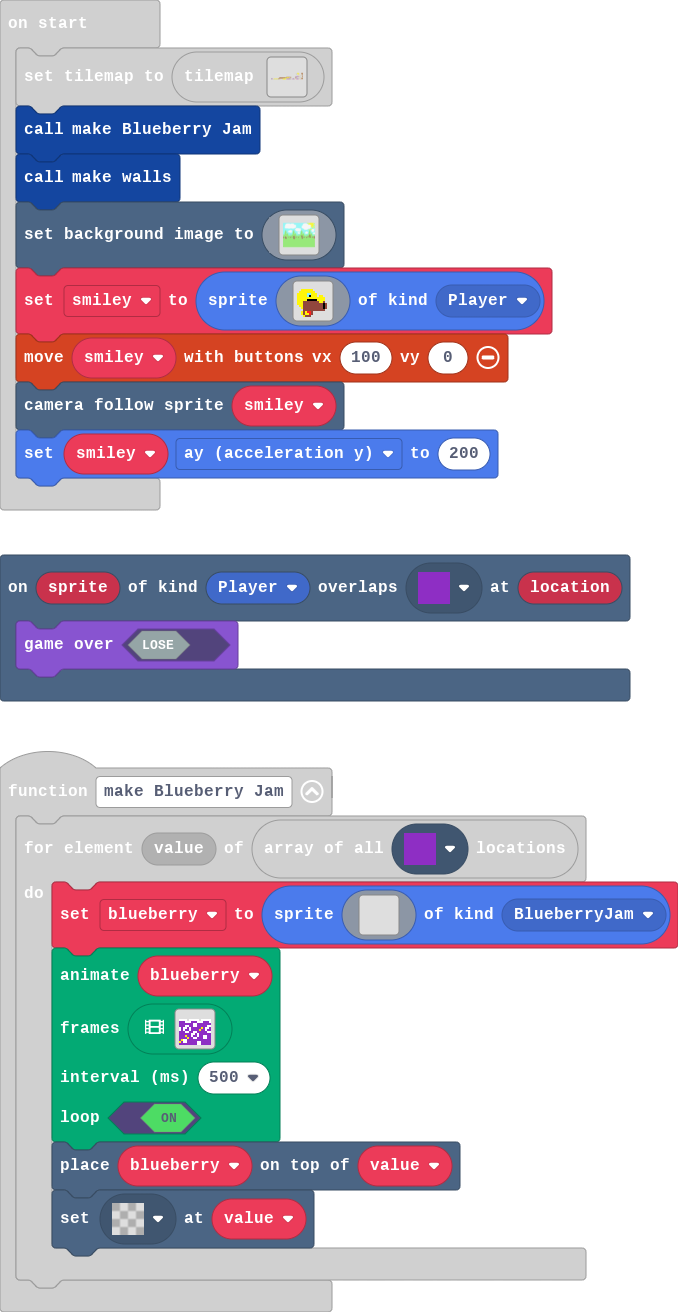 on start
set tilemap to tilemap
call make Blueberry Jam
call make walls
set background image to
set smiley to sprite of kind Player
move smiley with buttons vx 100 vy 0
camera follow sprite smiley
set smiley ay (acceleration y) to 200
on sprite of kind Player overlaps at location
game over LOSE
function make Blueberry Jam
for element value of array of all locations
do
set blueberry to sprite of kind BlueberryJam
animate blueberry
frames
interval (ms) 500
loop ON
place blueberry on top of value
set at value